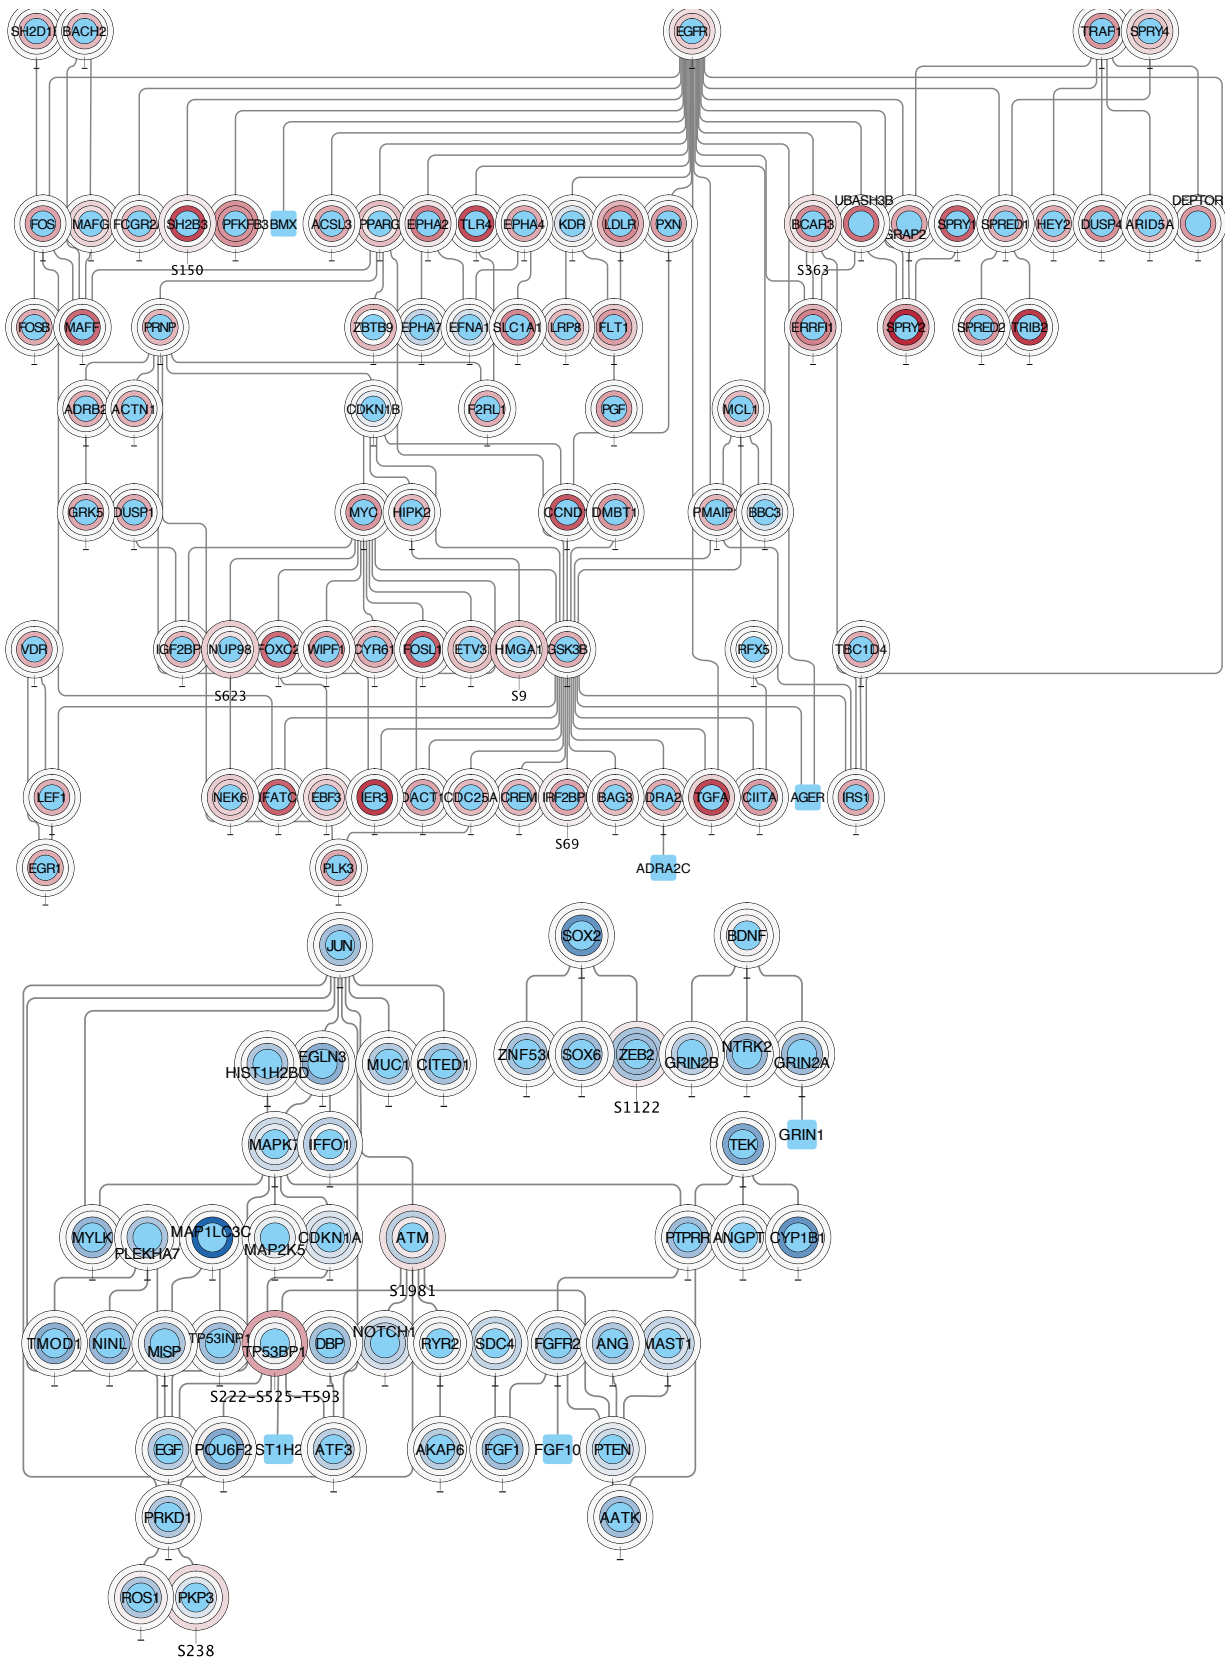 SH2D1 BACH2 EGFR TRAF1 SPRY4
FOS MAFG FCGR2 SH2B3 PFKFB3 BMX ACSL3 PPARG EPHA2 TLR4 EPHA4 KDR LDLR PXN BCAR3 UBASH3B GRAP2 SPRY1 SPRED1 HEY2 DUSP4 ARID5A DEPTOR
S150 S363
FOSB MAFF PRNP ZBTB9 EPHA7 EFNA1 SLC1A1 LRP8 FLT1 ERRFI1 SPRY2 SPRED2 TRIB2
ADRB2 ACTN1 CDKN1B F2RL1 PGF MCL1
GRK5 DUSP1 MYC HIPK2 CCND1 DMBT1 PMAIP1 BBC3
VDR IGF2BP NUP98 FOXC2 WIPF1 CYR61 FOSL1 ETV3 HMGA1 GSK3B RFX5 TBC1D4
S623 S9
LEF1 NEK6 IFATC EBF3 IER3 DACT1 CDC25A CREM IRF2BP BAG3 DRA2 TGFA CIITA AGER IRS1
S69
EGR1 PLK3 ADRA2C
JUN SOX2 BDNF
HIST1H2BD EGLN3 MUC1 CITED1 ZNF53 SOX6 ZEB2 GRIN2B NTRK2 GRIN2A
S1122
MAPK7 IFFO1 TEK GRIN1
MYLK PLEKHA7 MAP1LC3C MAP2K5 CDKN1A ATM PTPRR ANGPT CYP1B1
S1981
TMOD1 NINL MISP TP53INP1 TP53BP1 DBP NOTCH1 RYR2 SDC4 FGFR2 ANG MAST1
S222-S525-T593
EGF POU6F2 ST1H2 ATF3 AKAP6 FGF1 FGF10 PTEN
PRKD1 AATK
ROS1 PKP3
S238